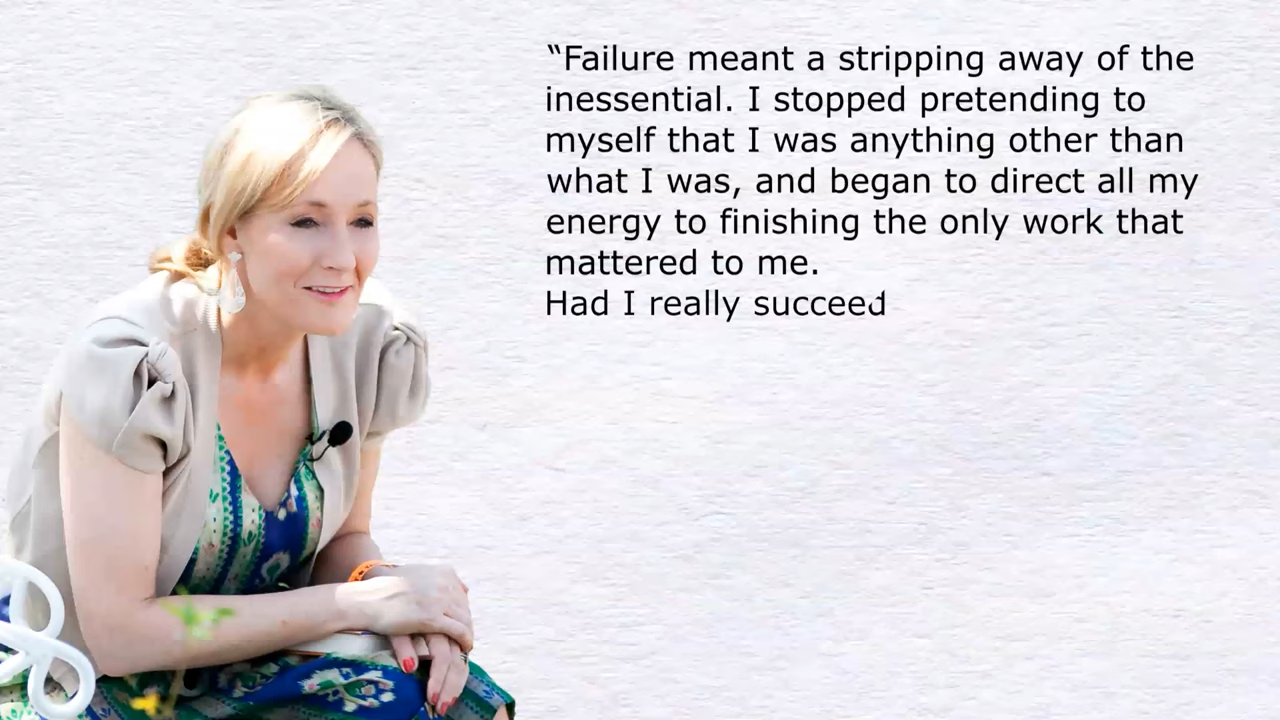 “Failure meant a stripping away of the
inessential. I stopped pretending to
myself that I was anything other than
what I was, and began to direct all my
energy to finishing the only work that
mattered to me.
Had I really succeed